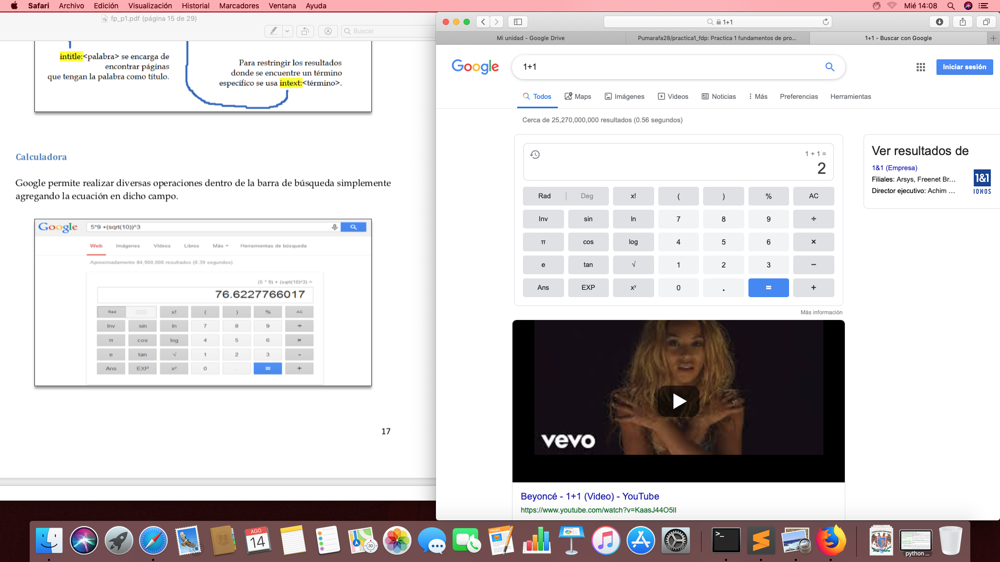 Safari Archivo Edición Visualización Historial Marcadores Ventana Ayuda
Mié 14:08
fp_p1.pdf (página 15 de 29)
Buscar
intitle:<palabra> se encarga de
encontrar páginas
que tengan la palabra como título.
Para restringir los resultados
donde se encuentre un término
específico se usa intext:<término>.
Calculadora
Google permite realizar diversas operaciones dentro de la barra de búsqueda simplemente
agregando la ecuación en dicho campo.
Google 5*9 +(sqrt(10))^3
Web Imágenes Vídeos Libros Más Herramientas de búsqueda
Aproximadamente 84,900,000 resultados (0.39 segundos)
(5 * 9) + (sqrt(10)^3) =
76.6227766017
Rad x! ( ) % AC
Inv sin ln 7 8 9 ÷
π cos log 4 5 6 ×
e tan √ 1 2 3 -
Ans EXP xʸ 0 . = +
17
1+1
Mi unidad - Google Drive
Pumarafa28/practica1_fdp: Practica 1 fundamentos de pro...
1+1 - Buscar con Google
Google 1+1
Iniciar sesión
Todos Maps Imágenes Videos Noticias Más Preferencias Herramientas
Cerca de 25,270,000,000 resultados (0.56 segundos)
1 + 1 =
2
Rad | Deg x! ( ) % AC
Inv sin ln 7 8 9 ÷
π cos log 4 5 6 ×
e tan √ 1 2 3 −
Ans EXP xʸ 0 . = +
Más información
Ver resultados de
1&1 (Empresa)
Filiales: Arsys, Freenet Br...
Director ejecutivo: Achim ...
1&1
IONOS
vevo
Beyoncé - 1+1 (Video) - YouTube
https://www.youtube.com/watch?v=KaasJ44O5lI
AGO
14
3D
PAGES
>_
python ...